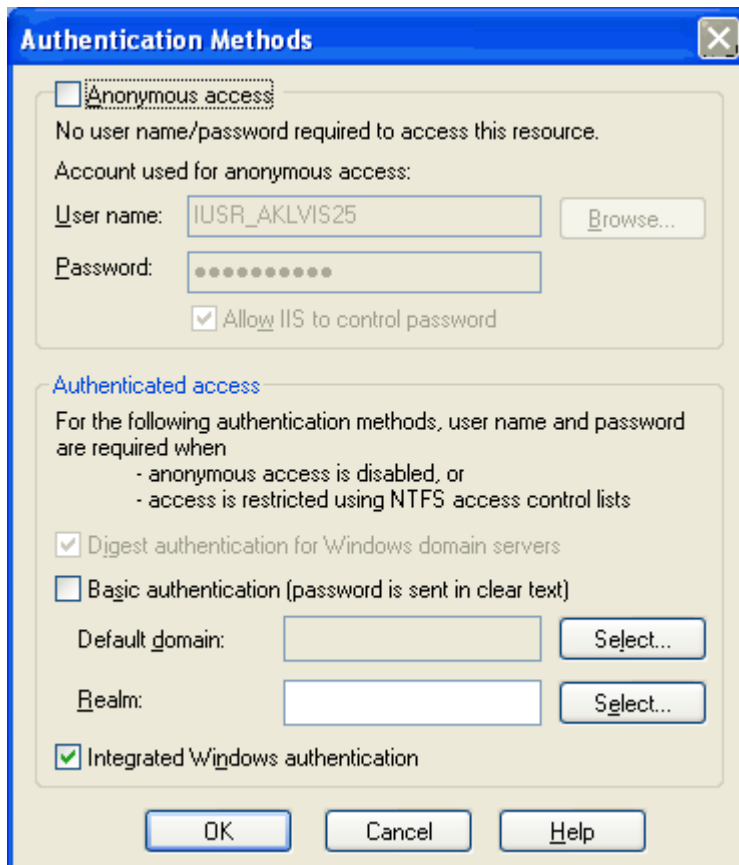 Authentication Methods
Anonymous access
No user name/password required to access this resource.
Account used for anonymous access:
User name: IUSR_AKLVIS25 Browse...
Password: ●●●●●●●●●●
Allow IIS to control password
Authenticated access
For the following authentication methods, user name and password
are required when
- anonymous access is disabled, or
- access is restricted using NTFS access control lists
Digest authentication for Windows domain servers
Basic authentication (password is sent in clear text)
Default domain: Select...
Realm: Select...
Integrated Windows authentication
OK Cancel Help